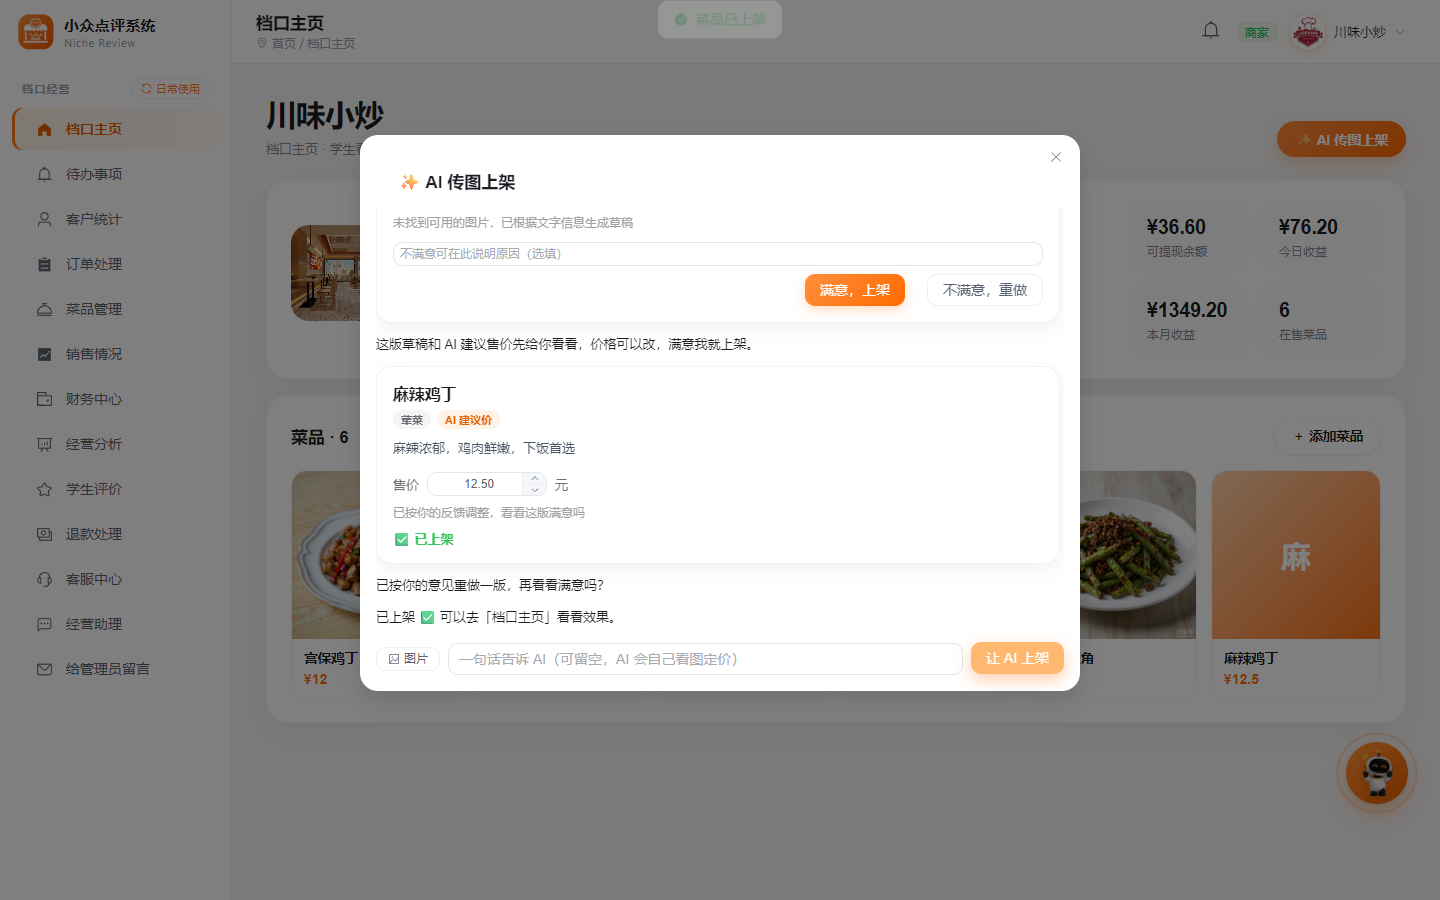 小众点评系统
Niche Review
档口经营
日常使用
档口主页
待办事项
客户统计
订单处理
菜品管理
销售情况
财务中心
经营分析
学生评价
退款处理
客服中心
经营助理
给管理员留言
档口主页
首页 / 档口主页
菜品已上架
商家
川味小炒
川味小炒
档口主页 · 学生
AI 传图上架
¥36.60
可提现余额
¥76.20
今日收益
¥1349.20
本月收益
6
在售菜品
菜品 · 6
+ 添加菜品
宫保鸡丁
¥12
角
麻
麻辣鸡丁
¥12.5
AI 传图上架
未找到可用的图片，已根据文字信息生成草稿
不满意可在此说明原因（选填）
满意，上架
不满意，重做
这版草稿和 AI 建议售价先给你看看，价格可以改，满意我就上架。
麻辣鸡丁
荤菜
AI 建议价
麻辣浓郁，鸡肉鲜嫩，下饭首选
售价 12.50 元
已按你的反馈调整，看看这版满意吗
✅ 已上架
已按你的意见重做一版，再看看满意吗？
已上架 ✅ 可以去「档口主页」看看效果。
图片
一句话告诉 AI（可留空，AI 会自己看图定价）
让 AI 上架